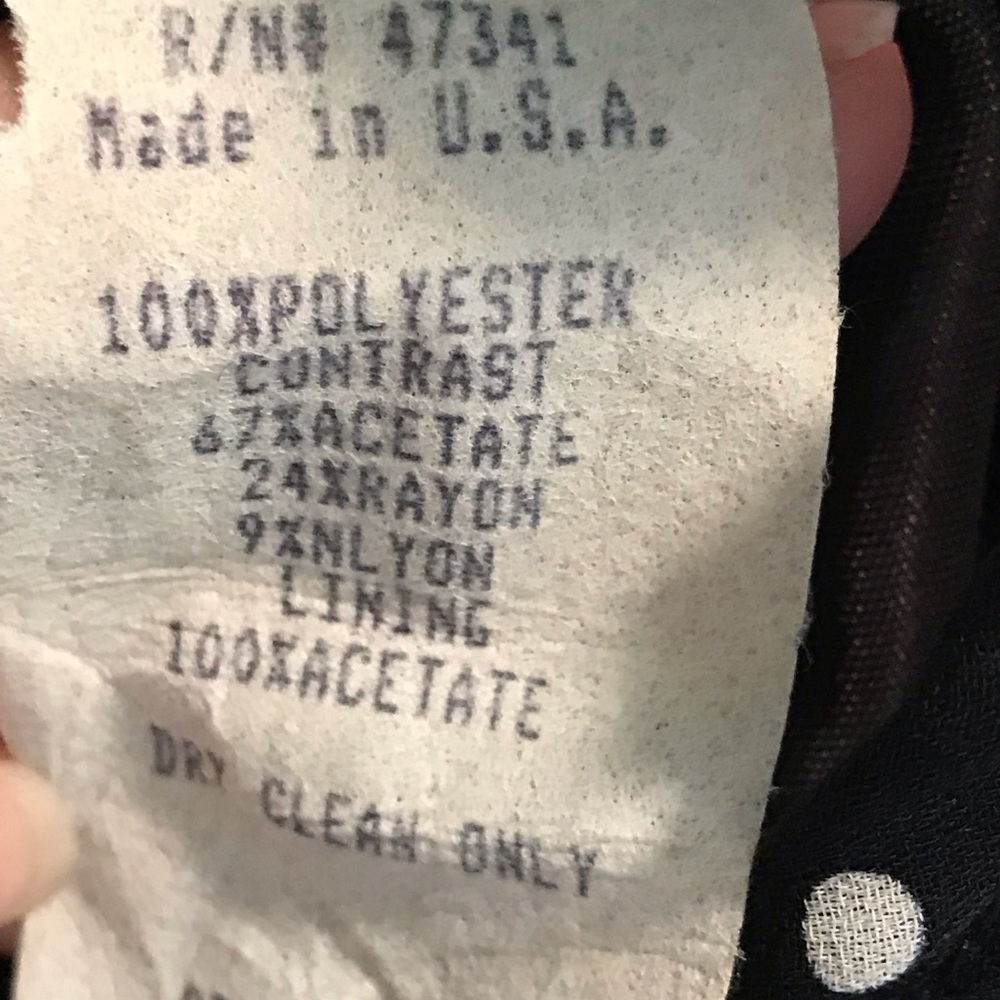 R/N# 47341
Made in U.S.A.
100%POLYESTER
CONTRAST
67%ACETATE
24%RAYON
9%NLYON
LINING
100%ACETATE
DRY CLEAN ONLY